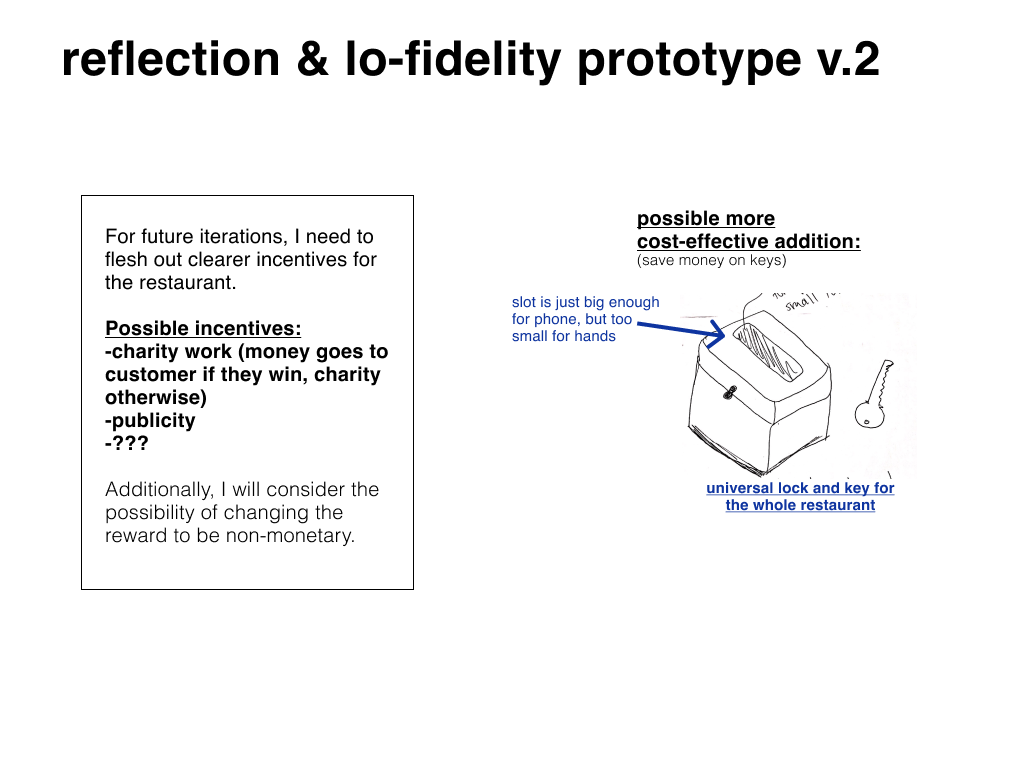 reflection & lo-fidelity prototype v.2
For future iterations, I need to
flesh out clearer incentives for
the restaurant.
Possible incentives:
-charity work (money goes to
customer if they win, charity
otherwise)
-publicity
-???
Additionally, I will consider the
possibility of changing the
reward to be non-monetary.
possible more
cost-effective addition:
(save money on keys)
slot is just big enough
for phone, but too
small for hands
small
universal lock and key for
the whole restaurant